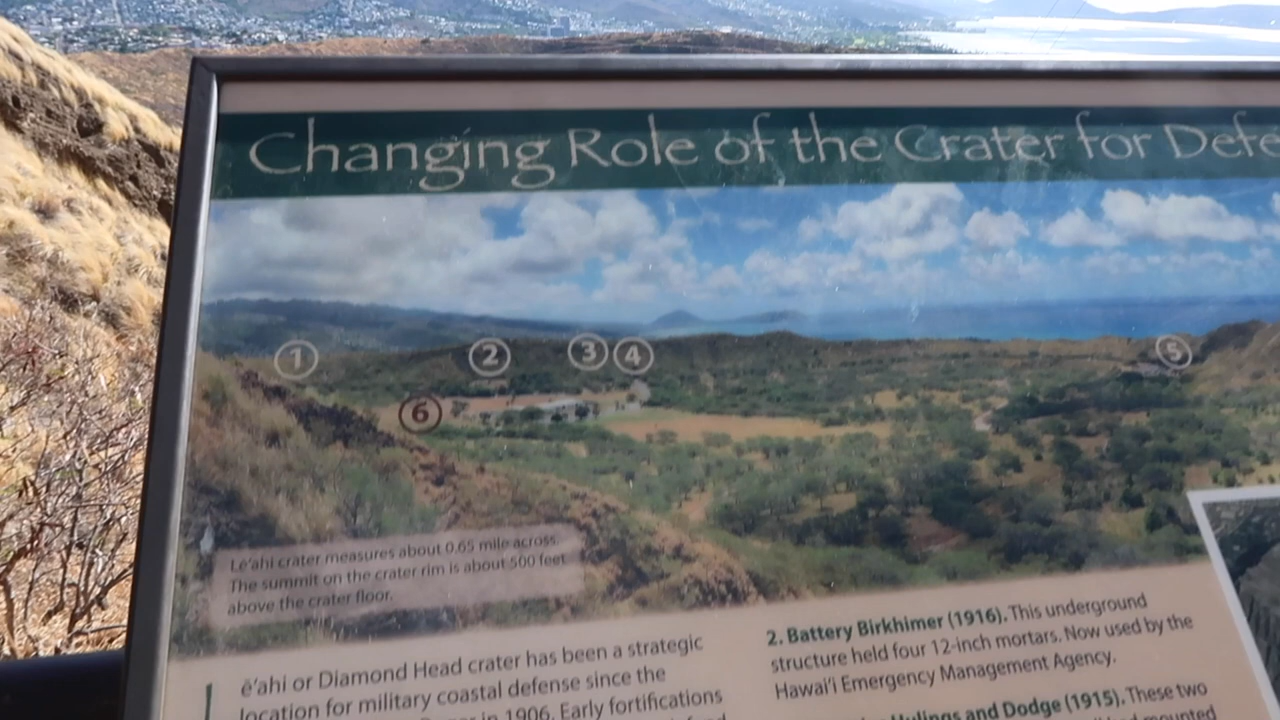 Changing Role of the Crater for Defe
1
2
3
4
5
6
Lē'ahi crater measures about 0.65 mile across.
The summit on the crater rim is about 500 feet
above the crater floor.
ē'ahi or Diamond Head crater has been a strategic
location for military coastal defense since the
in 1906. Early fortifications
2. Battery Birkhimer (1916). This underground
structure held four 12-inch mortars. Now used by the
Hawai'i Emergency Management Agency.
Hulings and Dodge (1915). These two
mounted